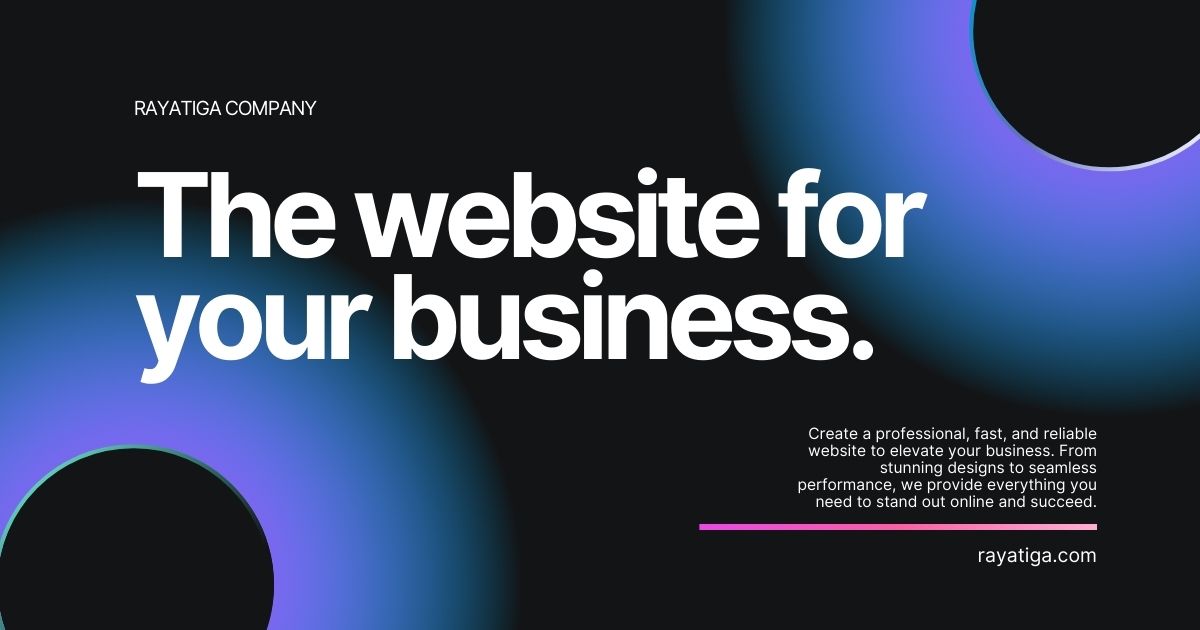 RAYATIGA COMPANY
The website for
your business.
Create a professional, fast, and reliable
website to elevate your business. From
stunning designs to seamless
performance, we provide everything you
need to stand out online and succeed.
rayatiga.com